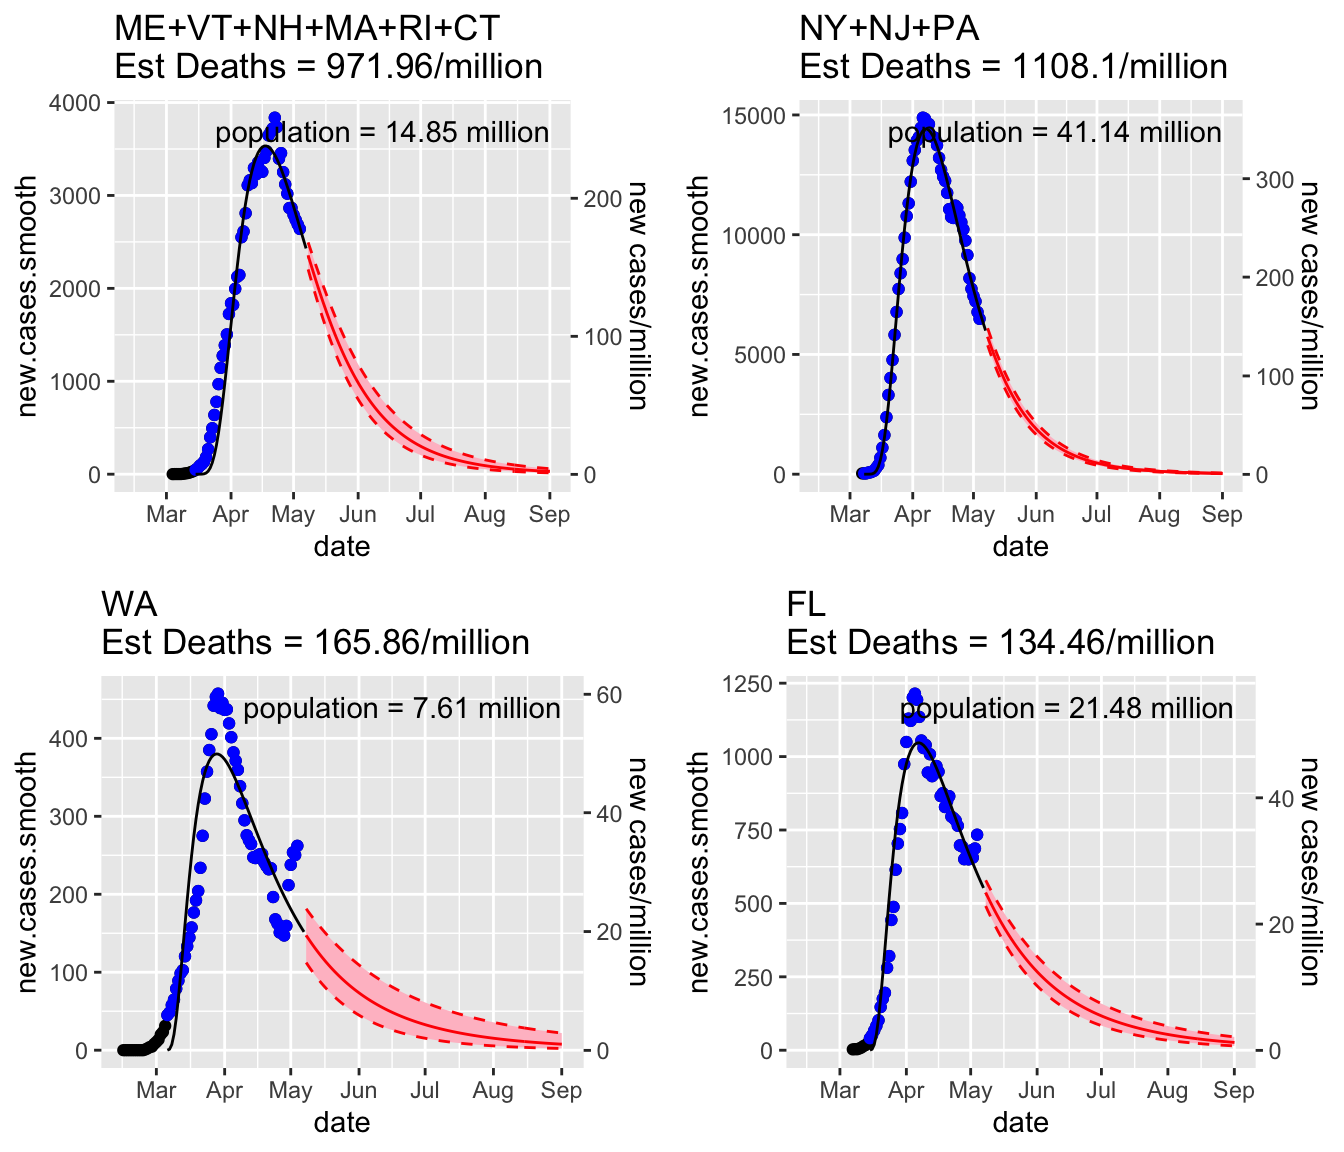 ME+VT+NH+MA+RI+CT
Est Deaths = 971.96/million
population = 14.85 million
new.cases.smooth
4000
3000
2000
1000
0
200
100
0
new cases/million
Mar Apr May Jun Jul Aug Sep
date
NY+NJ+PA
Est Deaths = 1108.1/million
population = 41.14 million
new.cases.smooth
15000
10000
5000
0
300
200
100
0
new cases/million
Mar Apr May Jun Jul Aug Sep
date
WA
Est Deaths = 165.86/million
population = 7.61 million
new.cases.smooth
400
300
200
100
0
60
40
20
0
new cases/million
Mar Apr May Jun Jul Aug Sep
date
FL
Est Deaths = 134.46/million
population = 21.48 million
new.cases.smooth
1250
1000
750
500
250
0
40
20
0
new cases/million
Mar Apr May Jun Jul Aug Sep
date